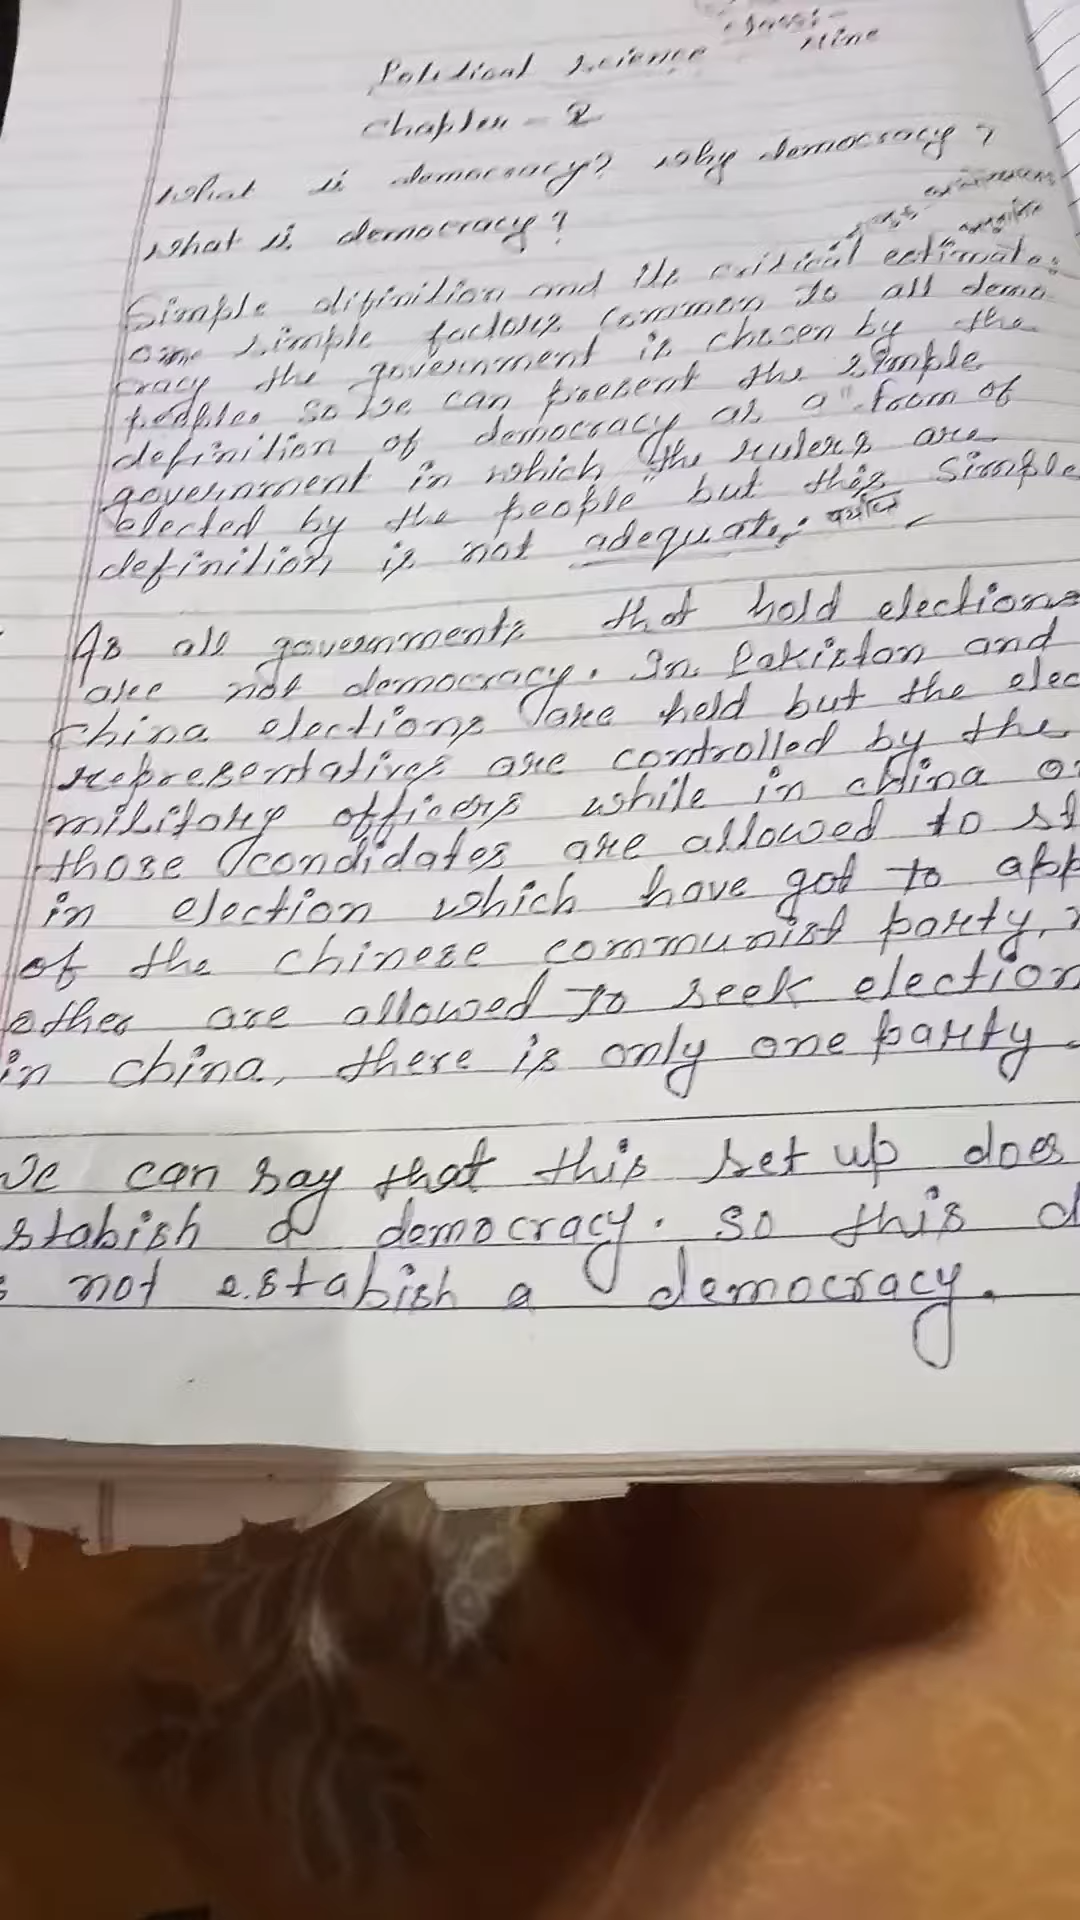 Class:- Nine
Political Science
Chapter - 2
What is democracy? Why democracy?
What is democracy?
Simple difinition and its critical estimate:
one simple factors common to all demo
cracy the government is chosen by the
peoples so we can present the simple
definition of democracy as a "from of
government in which the rulers are
elected by the people" but this simple
definition is not adequate. पर्याप्त
As all governments that hold elections
are not democracy. In Pakistan and
China elections are held but the elec
representatives are controlled by the
military officers while in china o
those condidates are allowed to st
in election which have got to app
of the chinese communist party, n
other are allowed to seek election
in china, there is only one party.
We can say that this set up does
stabish a democracy. So this d
s not estabish a democracy.